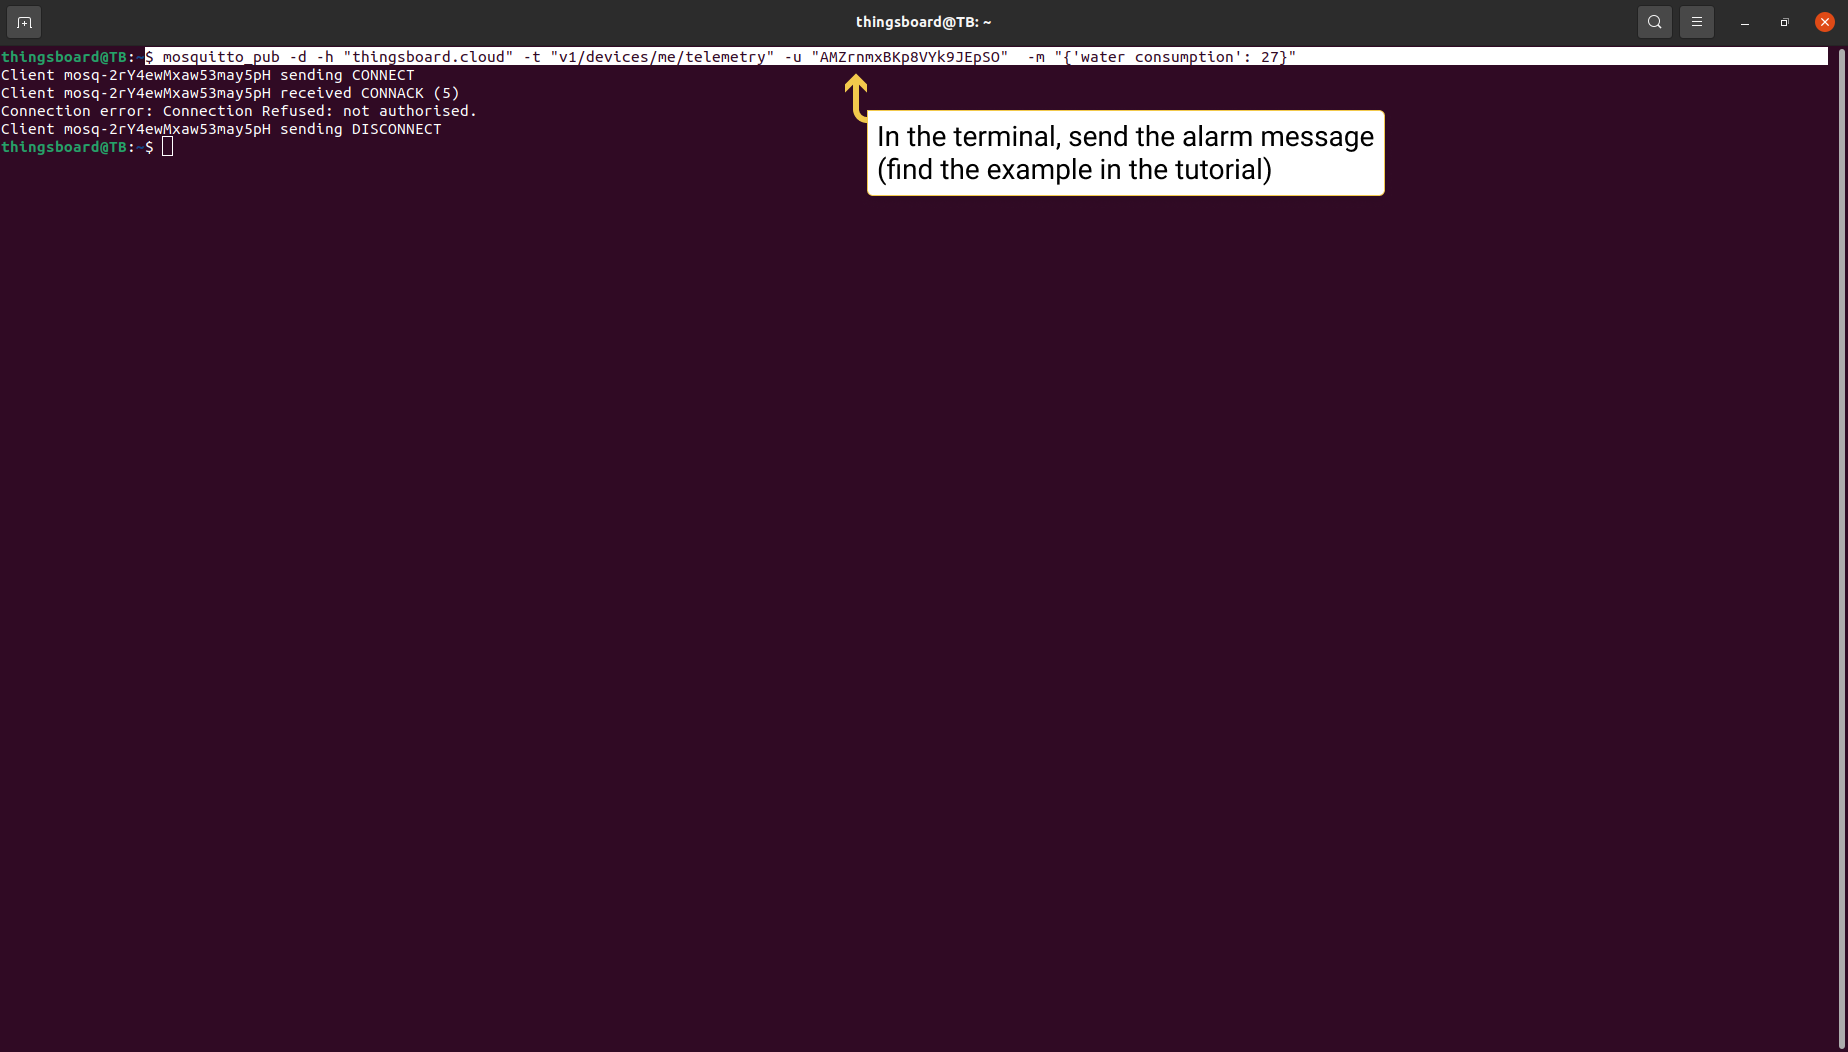 thingsboard@TB: ~
thingsboard@TB:~$ mosquitto_pub -d -h "thingsboard.cloud" -t "v1/devices/me/telemetry" -u "AMZrnmxBKp8VYk9JEpSO"  -m "{'water consumption': 27}"
Client mosq-2rY4ewMxaw53may5pH sending CONNECT
Client mosq-2rY4ewMxaw53may5pH received CONNACK (5)
Connection error: Connection Refused: not authorised.
Client mosq-2rY4ewMxaw53may5pH sending DISCONNECT
thingsboard@TB:~$
In the terminal, send the alarm message
(find the example in the tutorial)